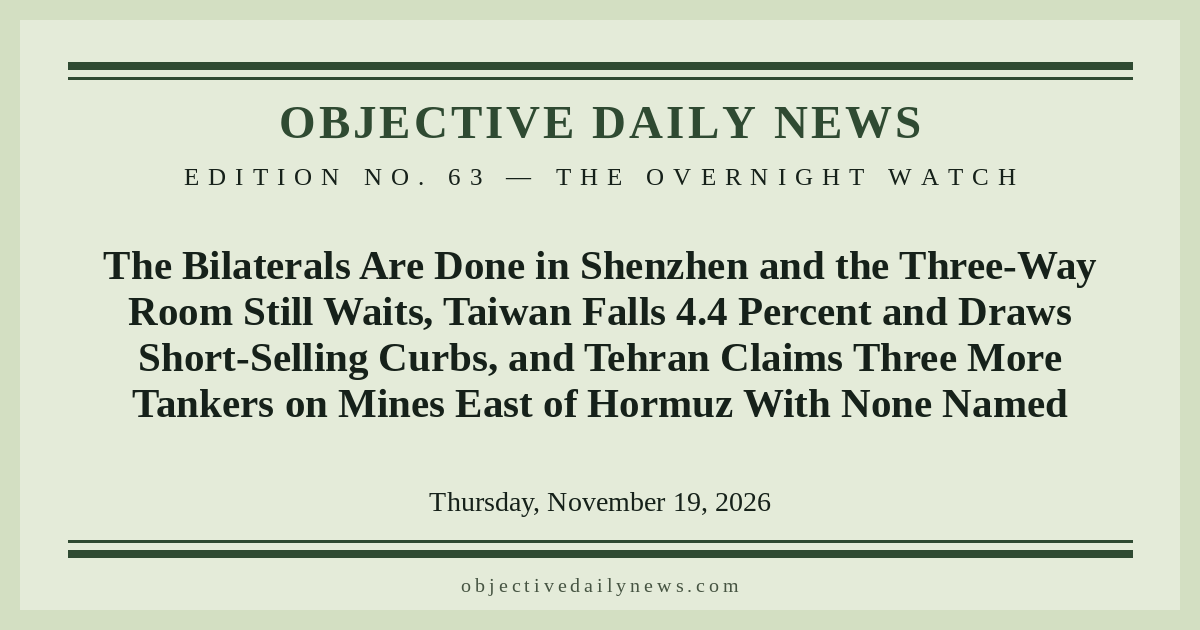 OBJECTIVE DAILY NEWS
EDITION NO. 63 — THE OVERNIGHT WATCH
The Bilaterals Are Done in Shenzhen and the Three-Way
Room Still Waits, Taiwan Falls 4.4 Percent and Draws
Short-Selling Curbs, and Tehran Claims Three More
Tankers on Mines East of Hormuz With None Named
Thursday, November 19, 2026
objectivedailynews.com